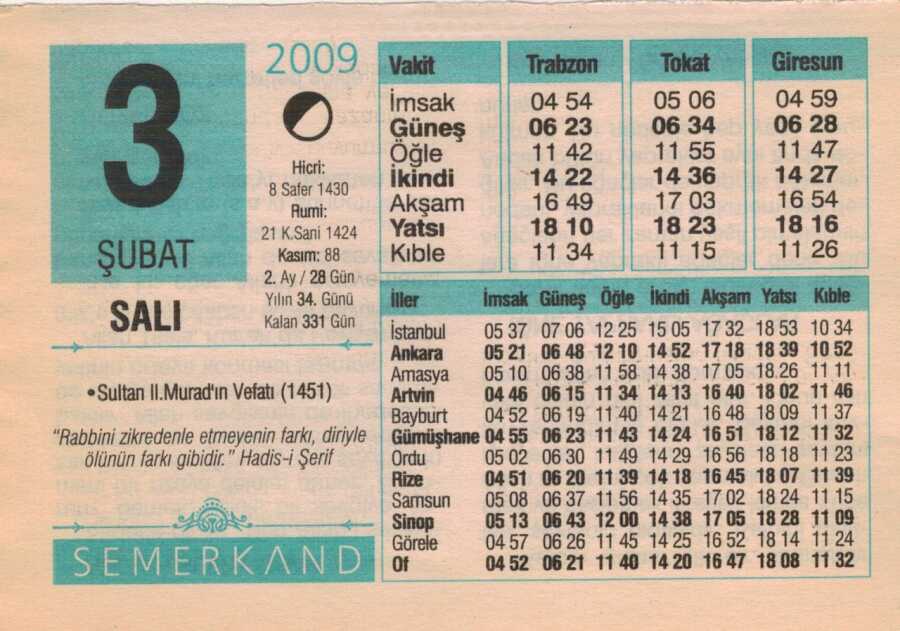 3
ŞUBAT
SALI
2009
Hicri:
8 Safer 1430
Rumi:
21 K.Sani 1424
Kasım: 88
2. Ay / 28 Gün
Yılın 34. Günü
Kalan 331 Gün
•Sultan II.Murad'ın Vefatı (1451)
"Rabbini zikredenle etmeyenin farkı, diriyle
ölünün farkı gibidir." Hadis-i Şerif
SEMERKAND
Vakit Trabzon Tokat Giresun
İmsak 04 54 05 06 04 59
Güneş 06 23 06 34 06 28
Öğle 11 42 11 55 11 47
İkindi 14 22 14 36 14 27
Akşam 16 49 17 03 16 54
Yatsı 18 10 18 23 18 16
Kıble 11 34 11 15 11 26
İller İmsak Güneş Öğle İkindi Akşam Yatsı Kıble
İstanbul 05 37 07 06 12 25 15 05 17 32 18 53 10 34
Ankara 05 21 06 48 12 10 14 52 17 18 18 39 10 52
Amasya 05 10 06 38 11 58 14 38 17 05 18.26 11 11
Artvin 04 46 06 15 11 34 14 13 16 40 18 02 11 46
Bayburt 04 52 06 19 11 40 14 21 16 48 18 09 11 37
Gümüşhane 04 55 06 23 11 43 14 24 16 51 18 12 11 32
Ordu 05 02 06 30 11 49 14 29 16 56 18 18 11 23
Rize 04 51 06 20 11 39 14 18 16 45 18 07 11 39
Samsun 05 08 06 37 11 56 14 35 17 02 18 24 11 15
Sinop 05 13 06 43 12 00 14 38 17 05 18 28 11 09
Görele 04 57 06 26 11 45 14 25 16 52 18 14 11 24
Of 04 52 06 21 11 40 14 20 16 47 18 08 11 32